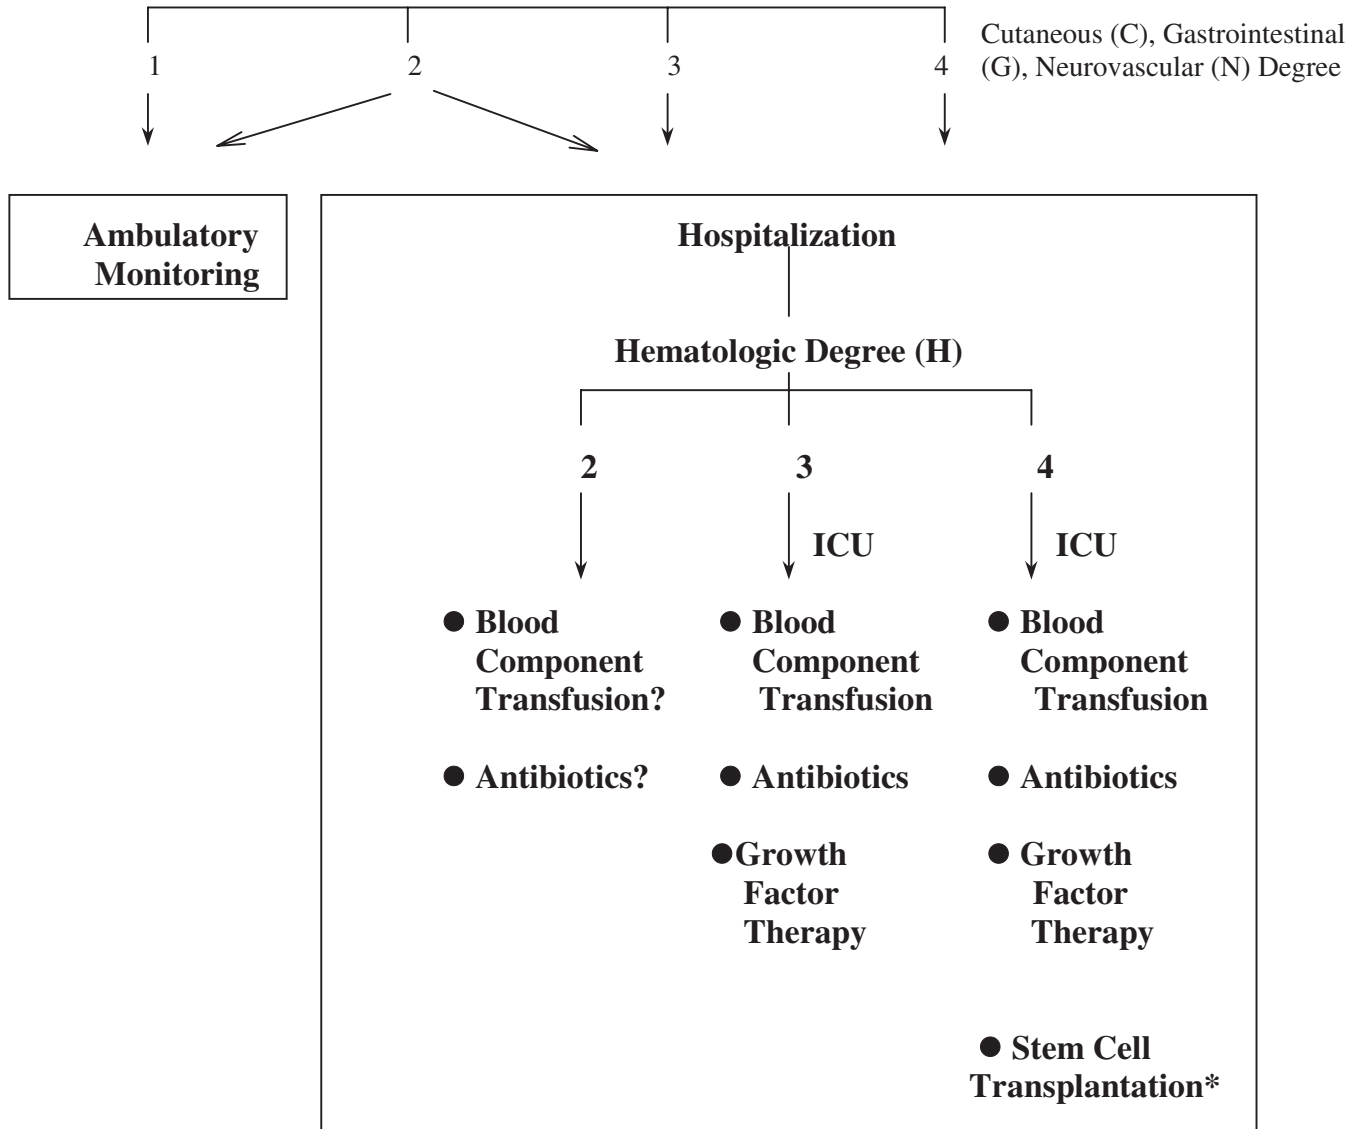 1 2 3 4
Cutaneous (C), Gastrointestinal
(G), Neurovascular (N) Degree
Ambulatory
Monitoring
Hospitalization
Hematologic Degree (H)
2 3 4
ICU ICU
● Blood
Component
Transfusion?
● Antibiotics?
● Blood
Component
Transfusion
● Antibiotics
●Growth
Factor
Therapy
● Blood
Component
Transfusion
● Antibiotics
● Growth
Factor
Therapy
● Stem Cell
Transplantation*